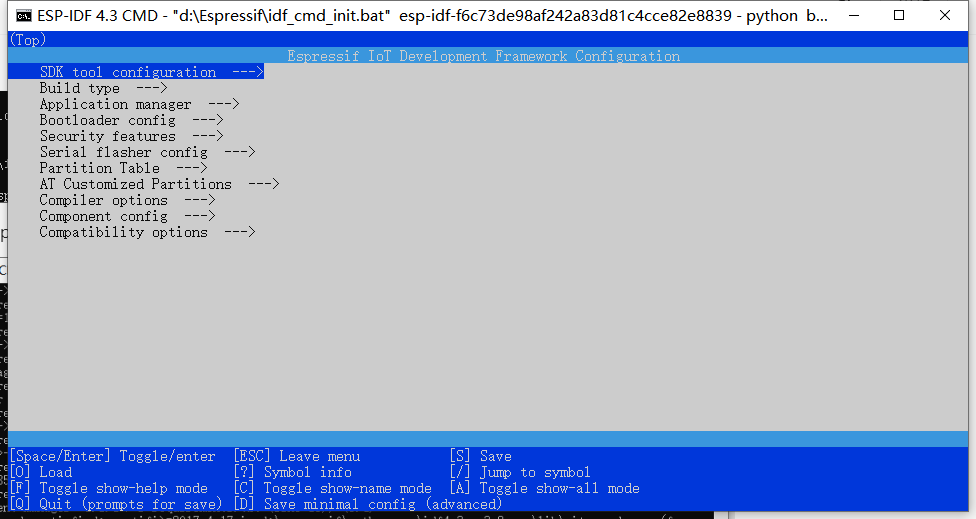 ESP-IDF 4.3 CMD - "d:\Espressif\idf_cmd_init.bat" esp-idf-f6c73de98af242a83d81c4cce82e8839 - python b...
(Top)
Espressif IoT Development Framework Configuration
SDK tool configuration --->
Build type --->
Application manager --->
Bootloader config --->
Security features --->
Serial flasher config --->
Partition Table --->
AT Customized Partitions --->
Compiler options --->
Component config --->
Compatibility options --->
[Space/Enter] Toggle/enter [ESC] Leave menu [S] Save
[O] Load [?] Symbol info [/] Jump to symbol
[F] Toggle show-help mode [C] Toggle show-name mode [A] Toggle show-all mode
[Q] Quit (prompts for save) [D] Save minimal config (advanced)